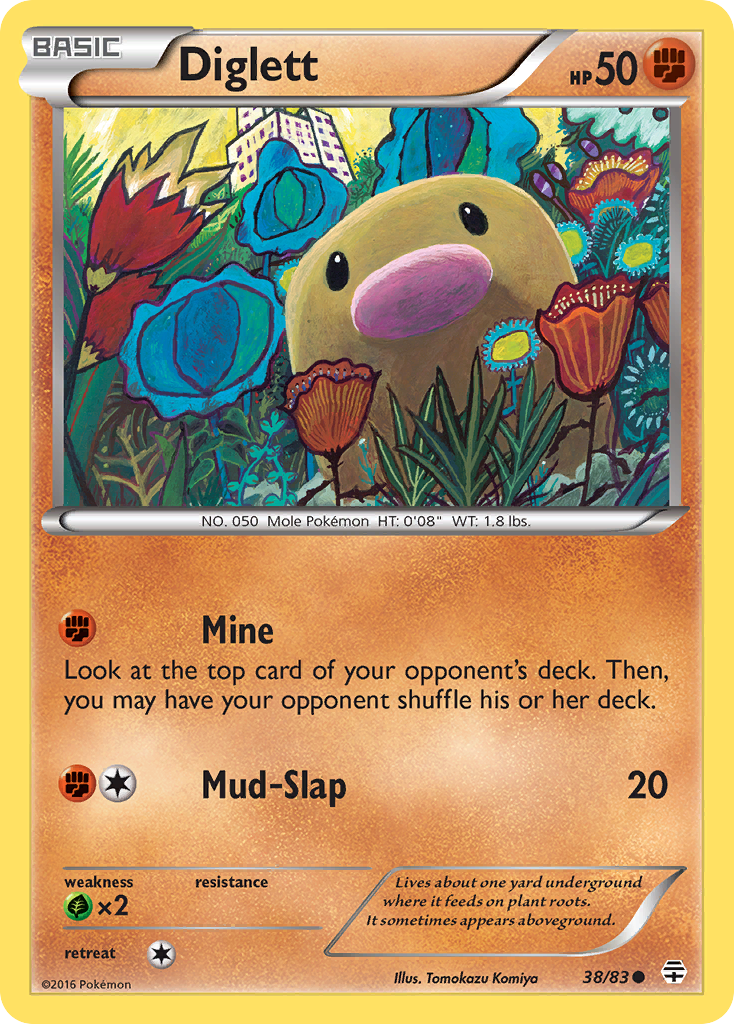 BASIC
Diglett
HP 50
NO. 050 Mole Pokémon HT: 0'08" WT: 1.8 lbs.
Mine
Look at the top card of your opponent's deck. Then,
you may have your opponent shuffle his or her deck.
Mud-Slap 20
weakness resistance
×2
Lives about one yard underground
where it feeds on plant roots.
It sometimes appears aboveground.
retreat
©2016 Pokémon
Illus. Tomokazu Komiya
38/83